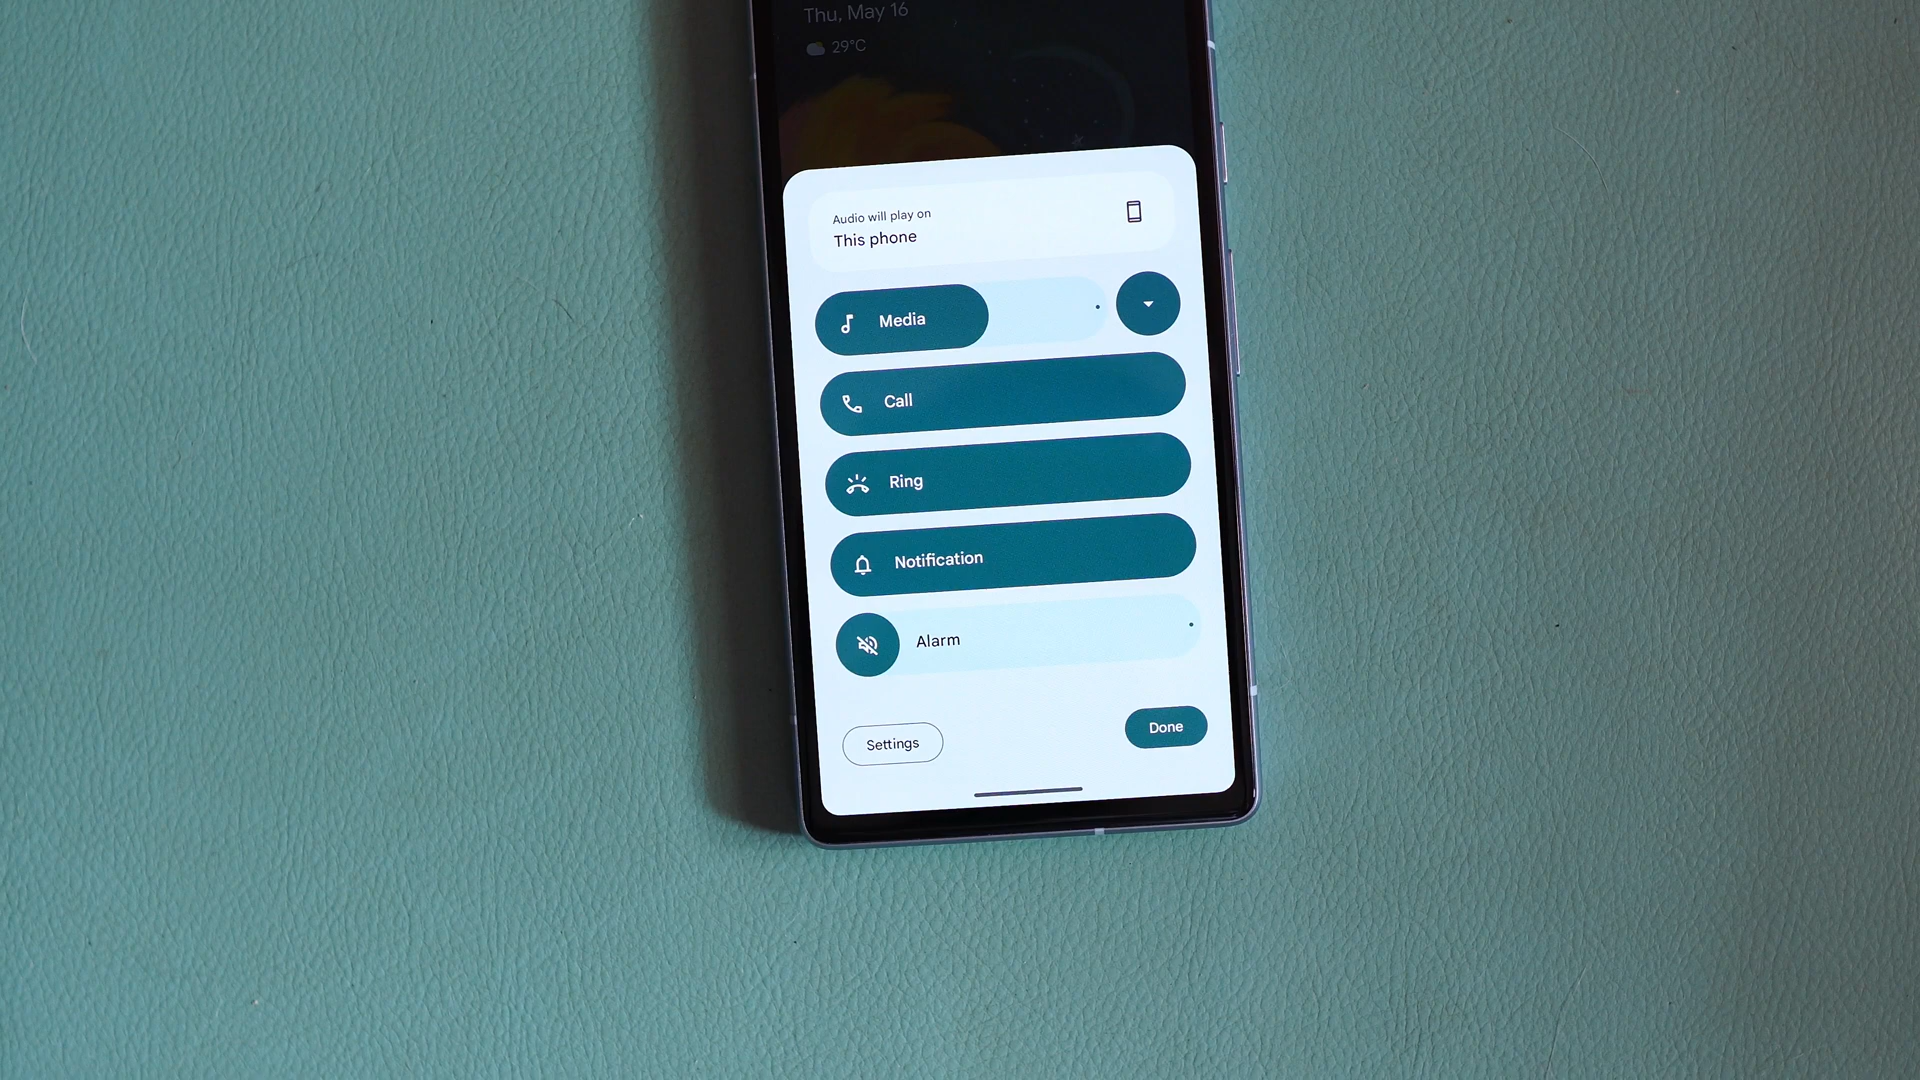 Thu, May 16
29°C
Audio will play on
This phone
Media
Call
Ring
Notification
Alarm
Settings
Done